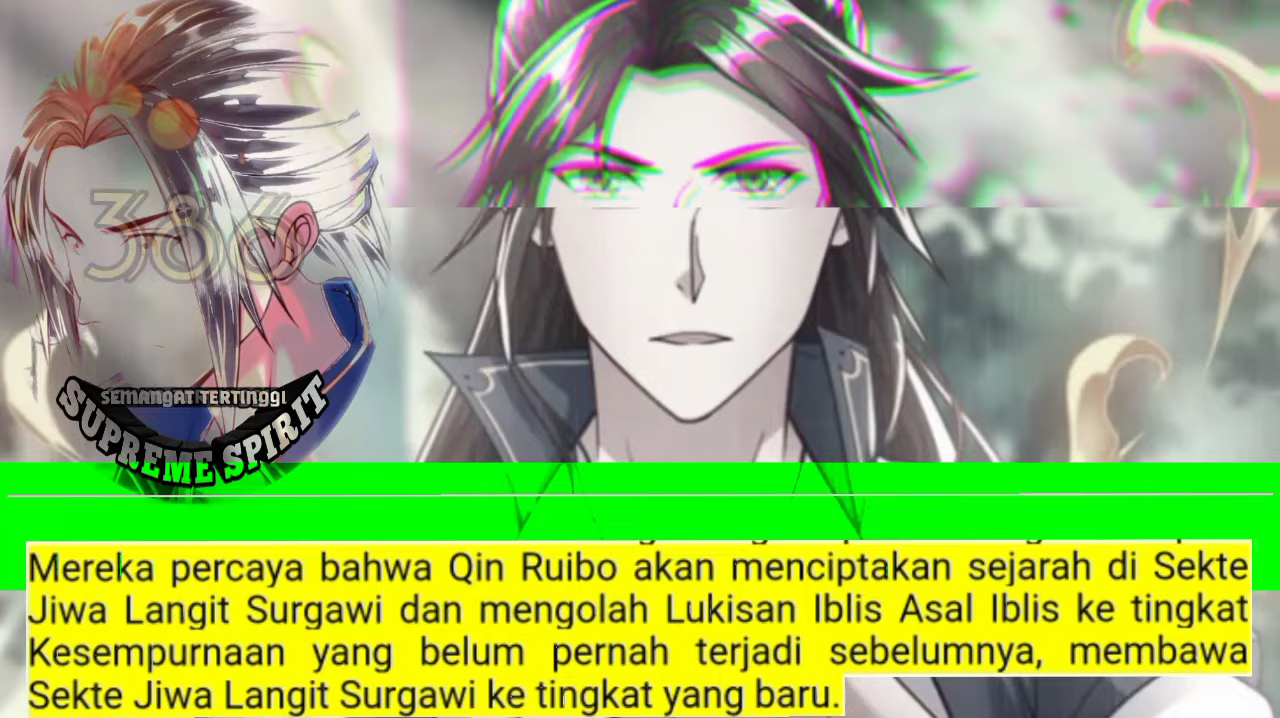 386
SEMANGAT TERTINGGI
SUPREME SPIRIT
Mereka percaya bahwa Qin Ruibo akan menciptakan sejarah di Sekte
Jiwa Langit Surgawi dan mengolah Lukisan Iblis Asal Iblis ke tingkat
Kesempurnaan yang belum pernah terjadi sebelumnya, membawa
Sekte Jiwa Langit Surgawi ke tingkat yang baru.